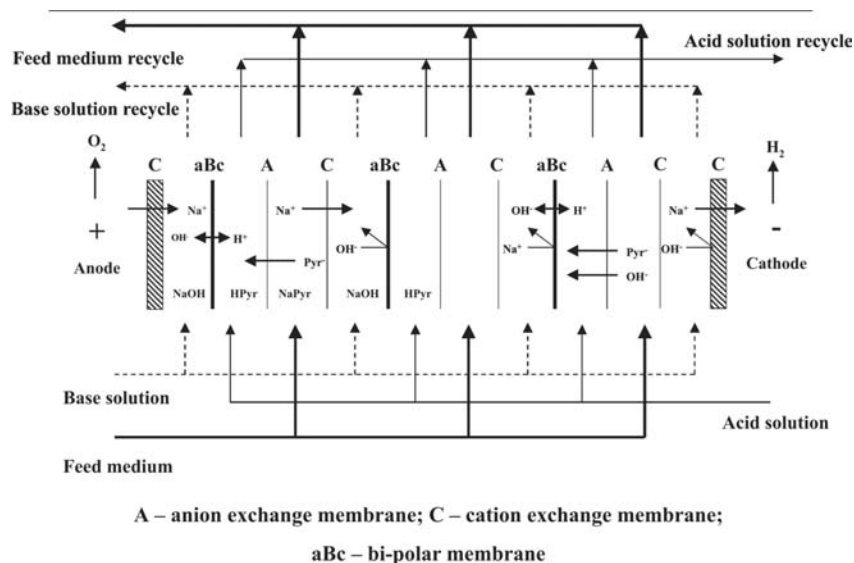 Feed medium recycle
Acid solution recycle
Base solution recycle
O₂
H₂
C aBc A C aBc A C aBc A C C
Na⁺ Na⁺ OH⁻ H⁺ Na⁺
OH⁻ H⁺ Pyr⁻ OH⁻ Na⁺ Pyr⁻ OH⁻
+ -
Anode Cathode
OH⁻
NaOH HPyr NaPyr NaOH HPyr
Base solution
Acid solution
Feed medium
A – anion exchange membrane; C – cation exchange membrane;
aBc – bi-polar membrane